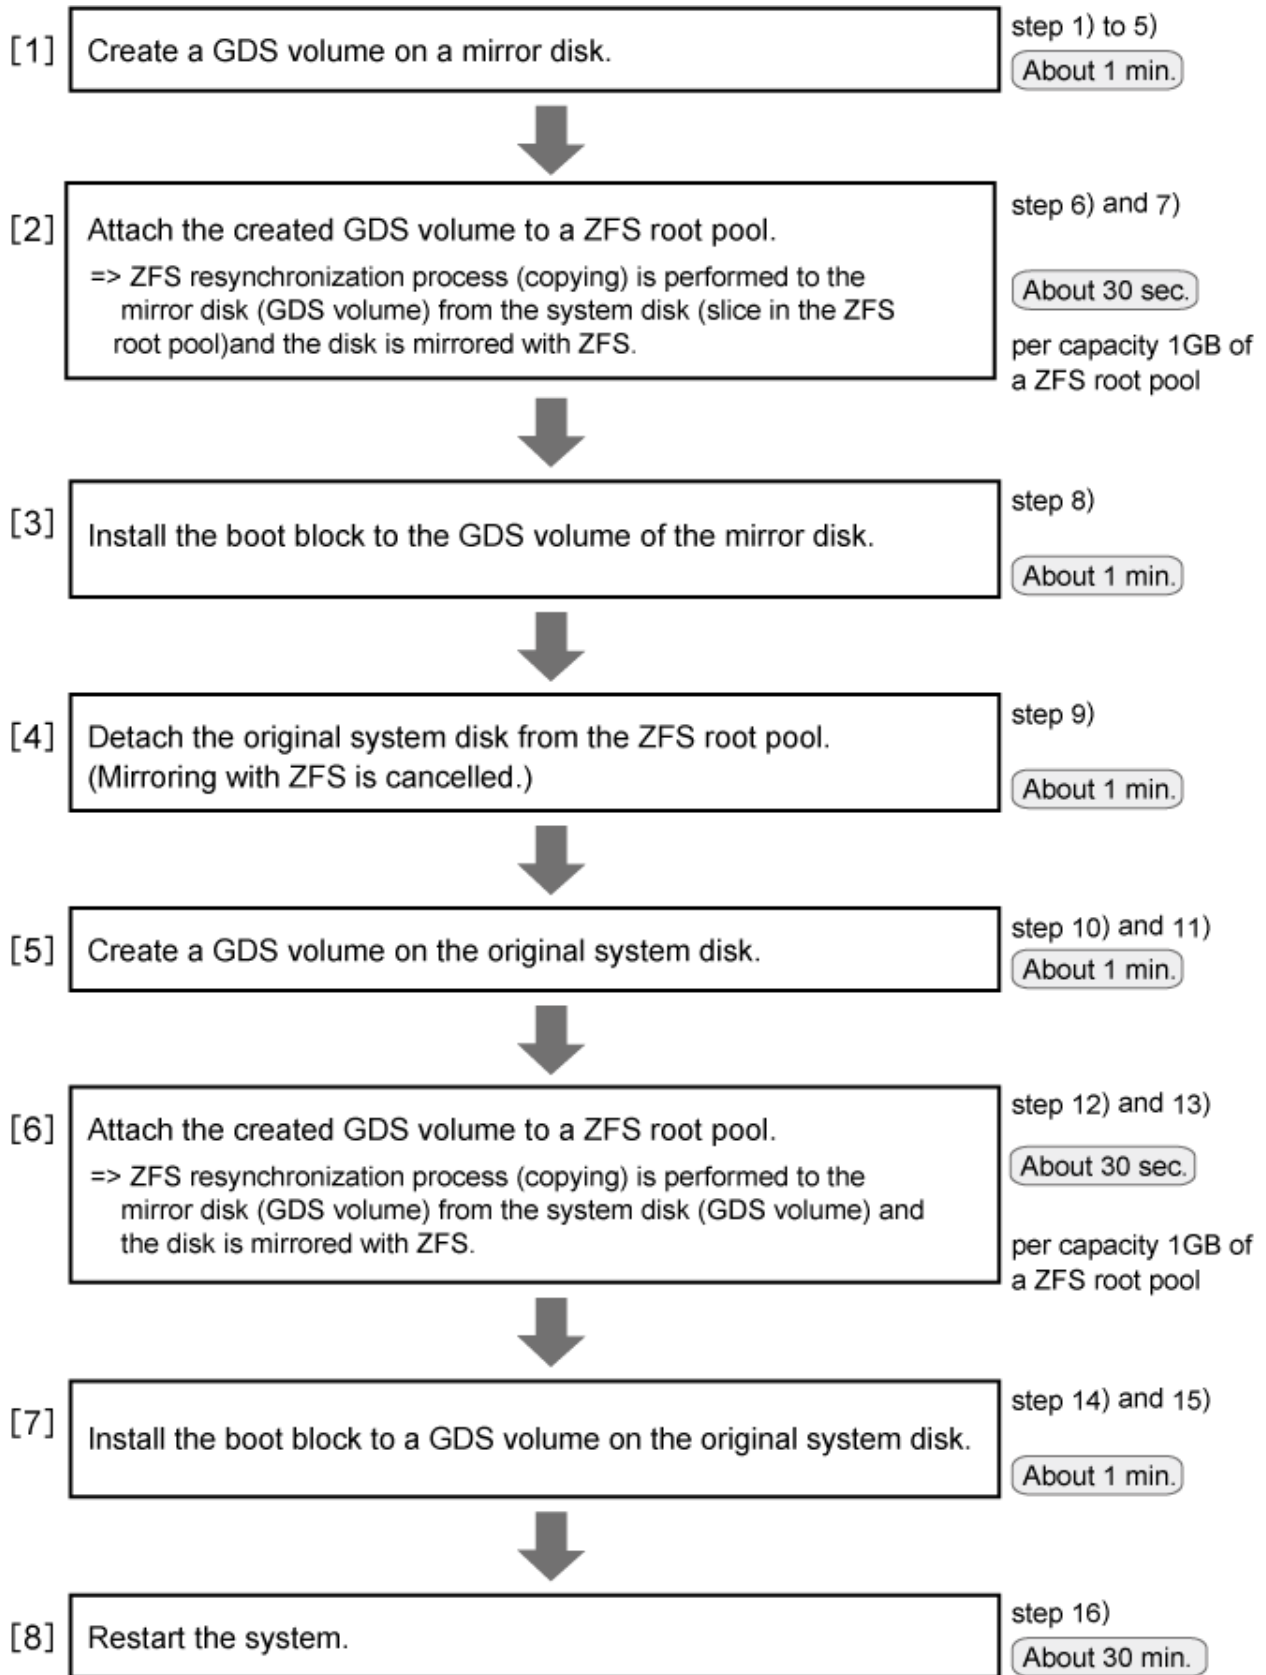 [1]
Create a GDS volume on a mirror disk.
step 1) to 5)
About 1 min.
[2]
Attach the created GDS volume to a ZFS root pool.
=> ZFS resynchronization process (copying) is performed to the
mirror disk (GDS volume) from the system disk (slice in the ZFS
root pool)and the disk is mirrored with ZFS.
step 6) and 7)
About 30 sec.
per capacity 1GB of
a ZFS root pool
[3]
Install the boot block to the GDS volume of the mirror disk.
step 8)
About 1 min.
[4]
Detach the original system disk from the ZFS root pool.
(Mirroring with ZFS is cancelled.)
step 9)
About 1 min.
[5]
Create a GDS volume on the original system disk.
step 10) and 11)
About 1 min.
[6]
Attach the created GDS volume to a ZFS root pool.
=> ZFS resynchronization process (copying) is performed to the
mirror disk (GDS volume) from the system disk (GDS volume) and
the disk is mirrored with ZFS.
step 12) and 13)
About 30 sec.
per capacity 1GB of
a ZFS root pool
[7]
Install the boot block to a GDS volume on the original system disk.
step 14) and 15)
About 1 min.
[8]
Restart the system.
step 16)
About 30 min.